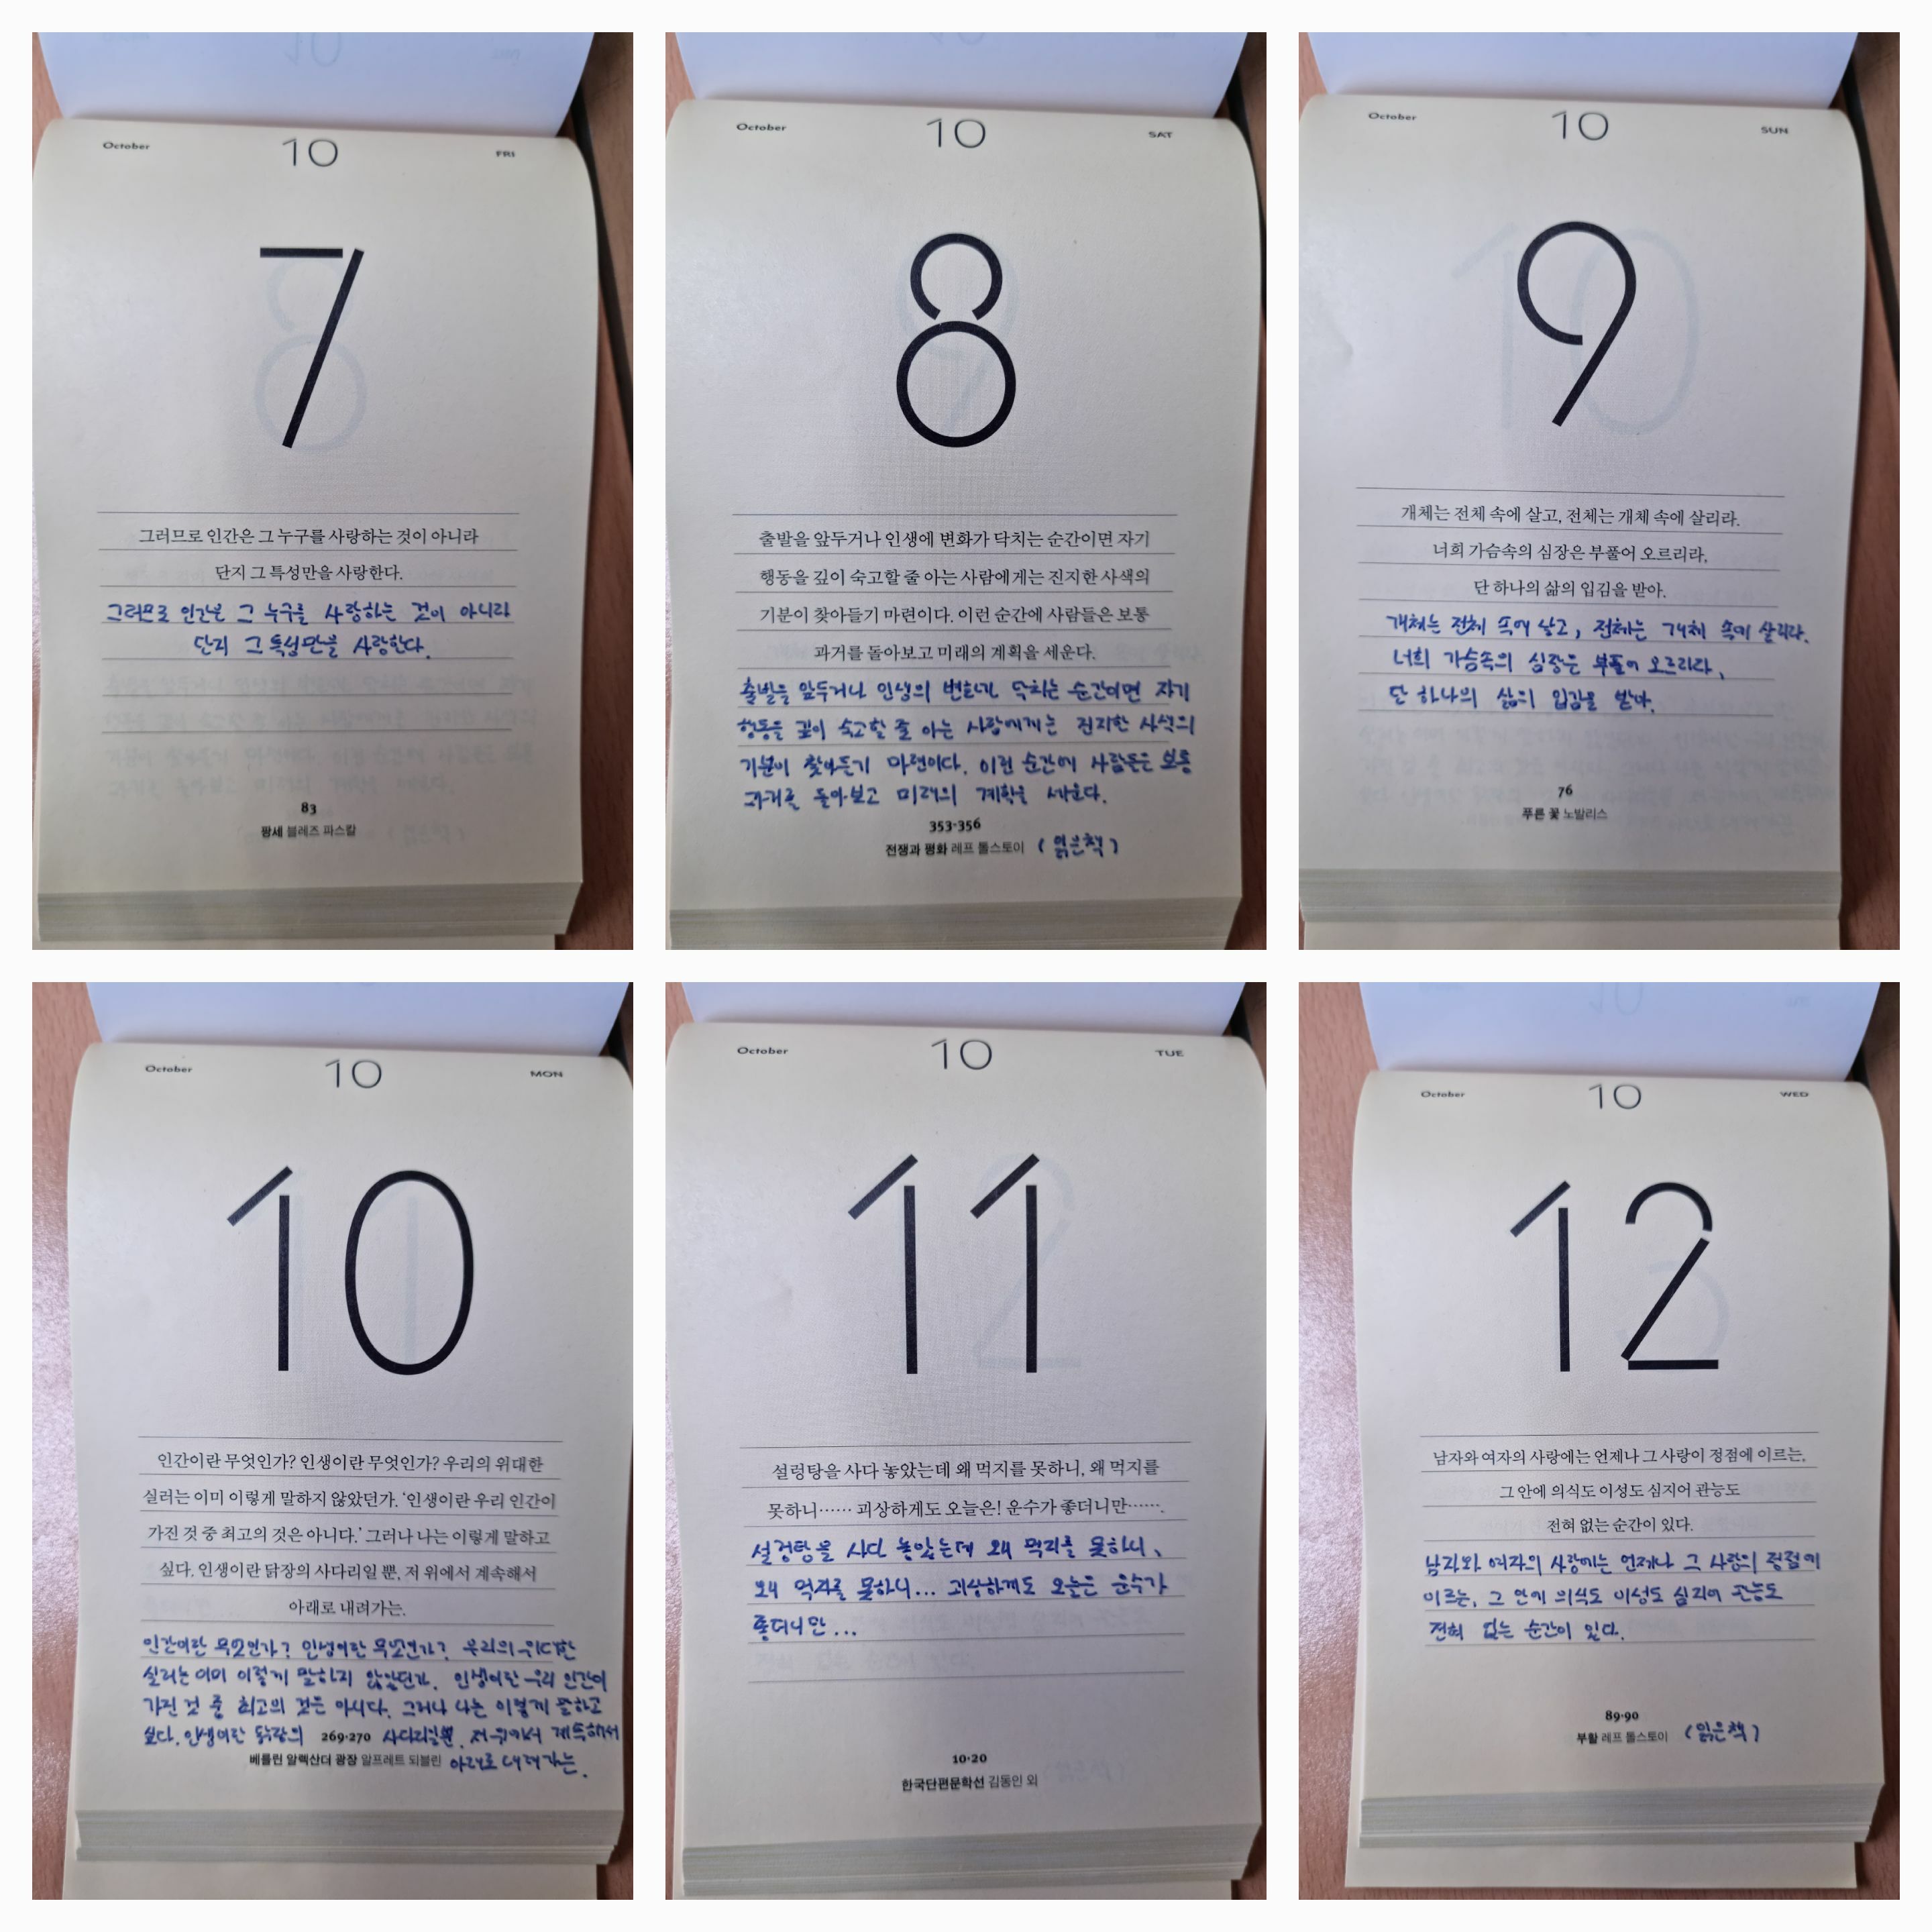 October 10 FRI
7
그러므로 인간은 그 누구를 사랑하는 것이 아니라
단지 그 특성만을 사랑한다.
그러므로 인간은 그 누구를 사랑하는 것이 아니라
단지 그 특성만을 사랑한다.
83
팡세 블레즈 파스칼
October 10 SAT
8
출발을 앞두거나 인생에 변화가 닥치는 순간이면 자기
행동을 깊이 숙고할 줄 아는 사람에게는 진지한 사색의
기분이 찾아들기 마련이다. 이런 순간에 사람들은 보통
과거를 돌아보고 미래의 계획을 세운다.
출발을 앞두거나 인생의 변화가 닥치는 순간이면 자기
행동을 깊이 숙고할 줄 아는 사람에게는 진지한 사색의
기분이 찾아든기 마련이다. 이런 순간에 사람들은 보통
과거를 돌아보고 미래의 계획을 세운다.
353·356
전쟁과 평화 레프 톨스토이 (읽은책)
October 10 SUN
9
개체는 전체 속에 살고, 전체는 개체 속에 살리라.
너희 가슴속의 심장은 부풀어 오르리라,
단 하나의 삶의 입김을 받아.
개체는 전체 속에 살고, 전체는 개체 속에 살리라.
너희 가슴속의 심장은 부풀어 오르리라,
단 하나의 삶의 입김을 받아.
76
푸른 꽃 노발리스
October 10 MON
10
인간이란 무엇인가? 인생이란 무엇인가? 우리의 위대한
실러는 이미 이렇게 말하지 않았던가. ‘인생이란 우리 인간이
가진 것 중 최고의 것은 아니다.’ 그러나 나는 이렇게 말하고
싶다. 인생이란 닭장의 사다리일 뿐, 저 위에서 계속해서
아래로 내려가는.
인간이란 무엇인가? 인생이란 무엇인가? 우리의 위대한
실러는 이미 이렇게 말하지 않았던가. 인생이란 우리 인간이
가진 것 중 최고의 것은 아니다. 그러나 나는 이렇게 말하고
싶다. 인생이란 닭장의 269·270 사다리일뿐, 저 위에서 계속해서
베를린 알렉산더 광장 알프레트 되블린 아래로 내려가는.
October 10 TUE
11
설렁탕을 사다 놓았는데 왜 먹지를 못하니, 왜 먹지를
못하니…… 괴상하게도 오늘은! 운수가 좋더니만…….
설렁탕을 사다 놓았는데 왜 먹지를 못하니,
왜 먹지를 못하니... 괴상하게도 오늘은 운수가
좋더니만...
10·20
한국단편문학선 김동인 외
October 10 WED
12
남자와 여자의 사랑에는 언제나 그 사랑이 정점에 이르는,
그 안에 의식도 이성도 심지어 관능도
전혀 없는 순간이 있다.
남자와 여자의 사랑에는 언제나 그 사랑의 정점에
이르는, 그 안에 의식도 이성도 심지어 관능도
전혀 없는 순간이 있다.
89·90
부활 레프 톨스토이 (읽은책)